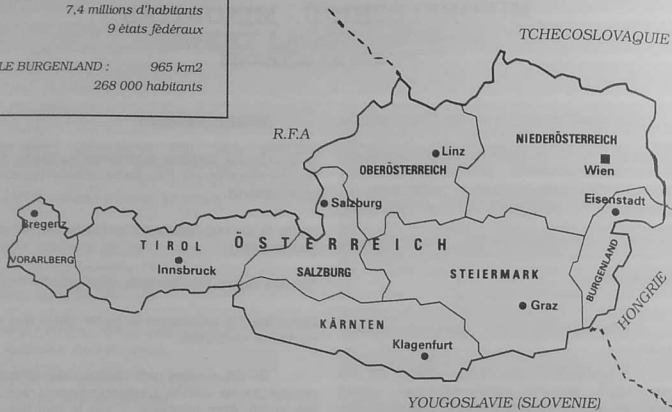 7,4 millions d'habitants
9 états fédéraux
LE BURGENLAND : 965 km2
268 000 habitants
TCHECOSLOVAQUIE
R.F.A
NIEDERÖSTERREICH
Wien
Linz
OBERÖSTERREICH
Salzburg
Eisenstadt
Bregenz
VORARLBERG
TIROL
Innsbruck
ÖSTERREICH
SALZBURG
STEIERMARK
BURGENLAND
HONGRIE
Graz
KÄRNTEN
Klagenfurt
YOUGOSLAVIE (SLOVENIE)